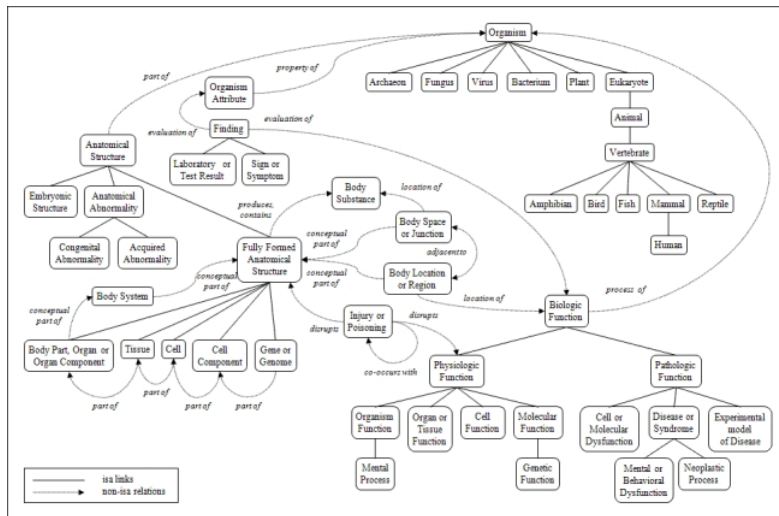 Organism
part of
property of
Archaeon
Fungus
Virus
Bacterium
Plant
Eukaryote
Organism
Attribute
evaluation of
evaluation of
Finding
Animal
Anatomical
Structure
Laboratory or
Test Result
Sign or
Symptom
Vertebrate
Embryonic
Structure
Anatomical
Abnormality
produces,
contains
Body
Substance
location of
Amphibian
Bird
Fish
Mammal
Reptile
Congenital
Abnormality
Acquired
Abnormality
Fully Formed
Anatomical
Structure
conceptual
part of
Body Space
or Junction
Human
adjacent to
conceptual
part of
Body Location
or Region
conceptual
part of
Body System
conceptual
part of
location of
Biologic
Function
process of
Injury or
Poisoning
disrupts
disrupts
co-occurs with
Body Part, Organ or
Organ Component
Tissue
Cell
Cell
Component
Gene or
Genome
part of
part of
part of
part of
Physiologic
Function
Pathologic
Function
Organism
Function
Organ or
Tissue
Function
Cell
Function
Molecular
Function
Cell or
Molecular
Dysfunction
Disease or
Syndrome
Experimental
model
of Disease
Mental
Process
Genetic
Function
Mental or
Behavioral
Dysfunction
Neoplastic
Process
isa links
non-isa relations